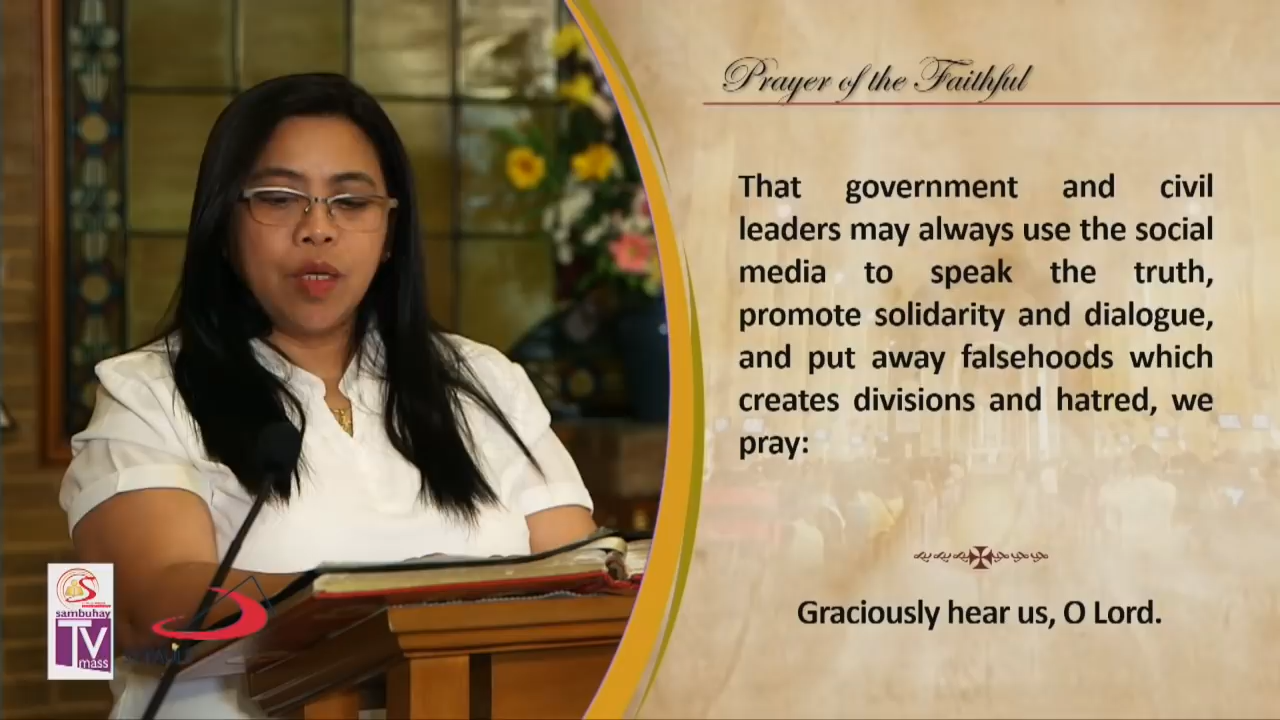 Prayer of the Faithful
That government and civil
leaders may always use the social
media to speak the truth,
promote solidarity and dialogue,
and put away falsehoods which
creates divisions and hatred, we
pray:
Graciously hear us, O Lord.
sambuhay
TV
mass